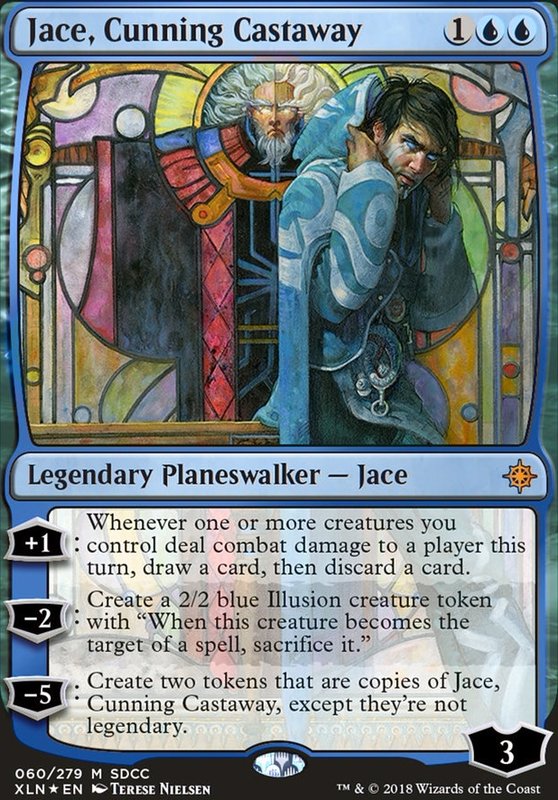 Jace, Cunning Castaway 1
Legendary Planeswalker — Jace
+1: Whenever one or more creatures you
control deal combat damage to a player this
turn, draw a card, then discard a card.
−2: Create a 2/2 blue Illusion creature token
with “When this creature becomes the
target of a spell, sacrifice it.”
−5: Create two tokens that are copies of Jace,
Cunning Castaway, except they’re not
legendary.
3
060/279 M SDCC
XLN★EN Terese Nielsen
™ & © 2018 Wizards of the Coast